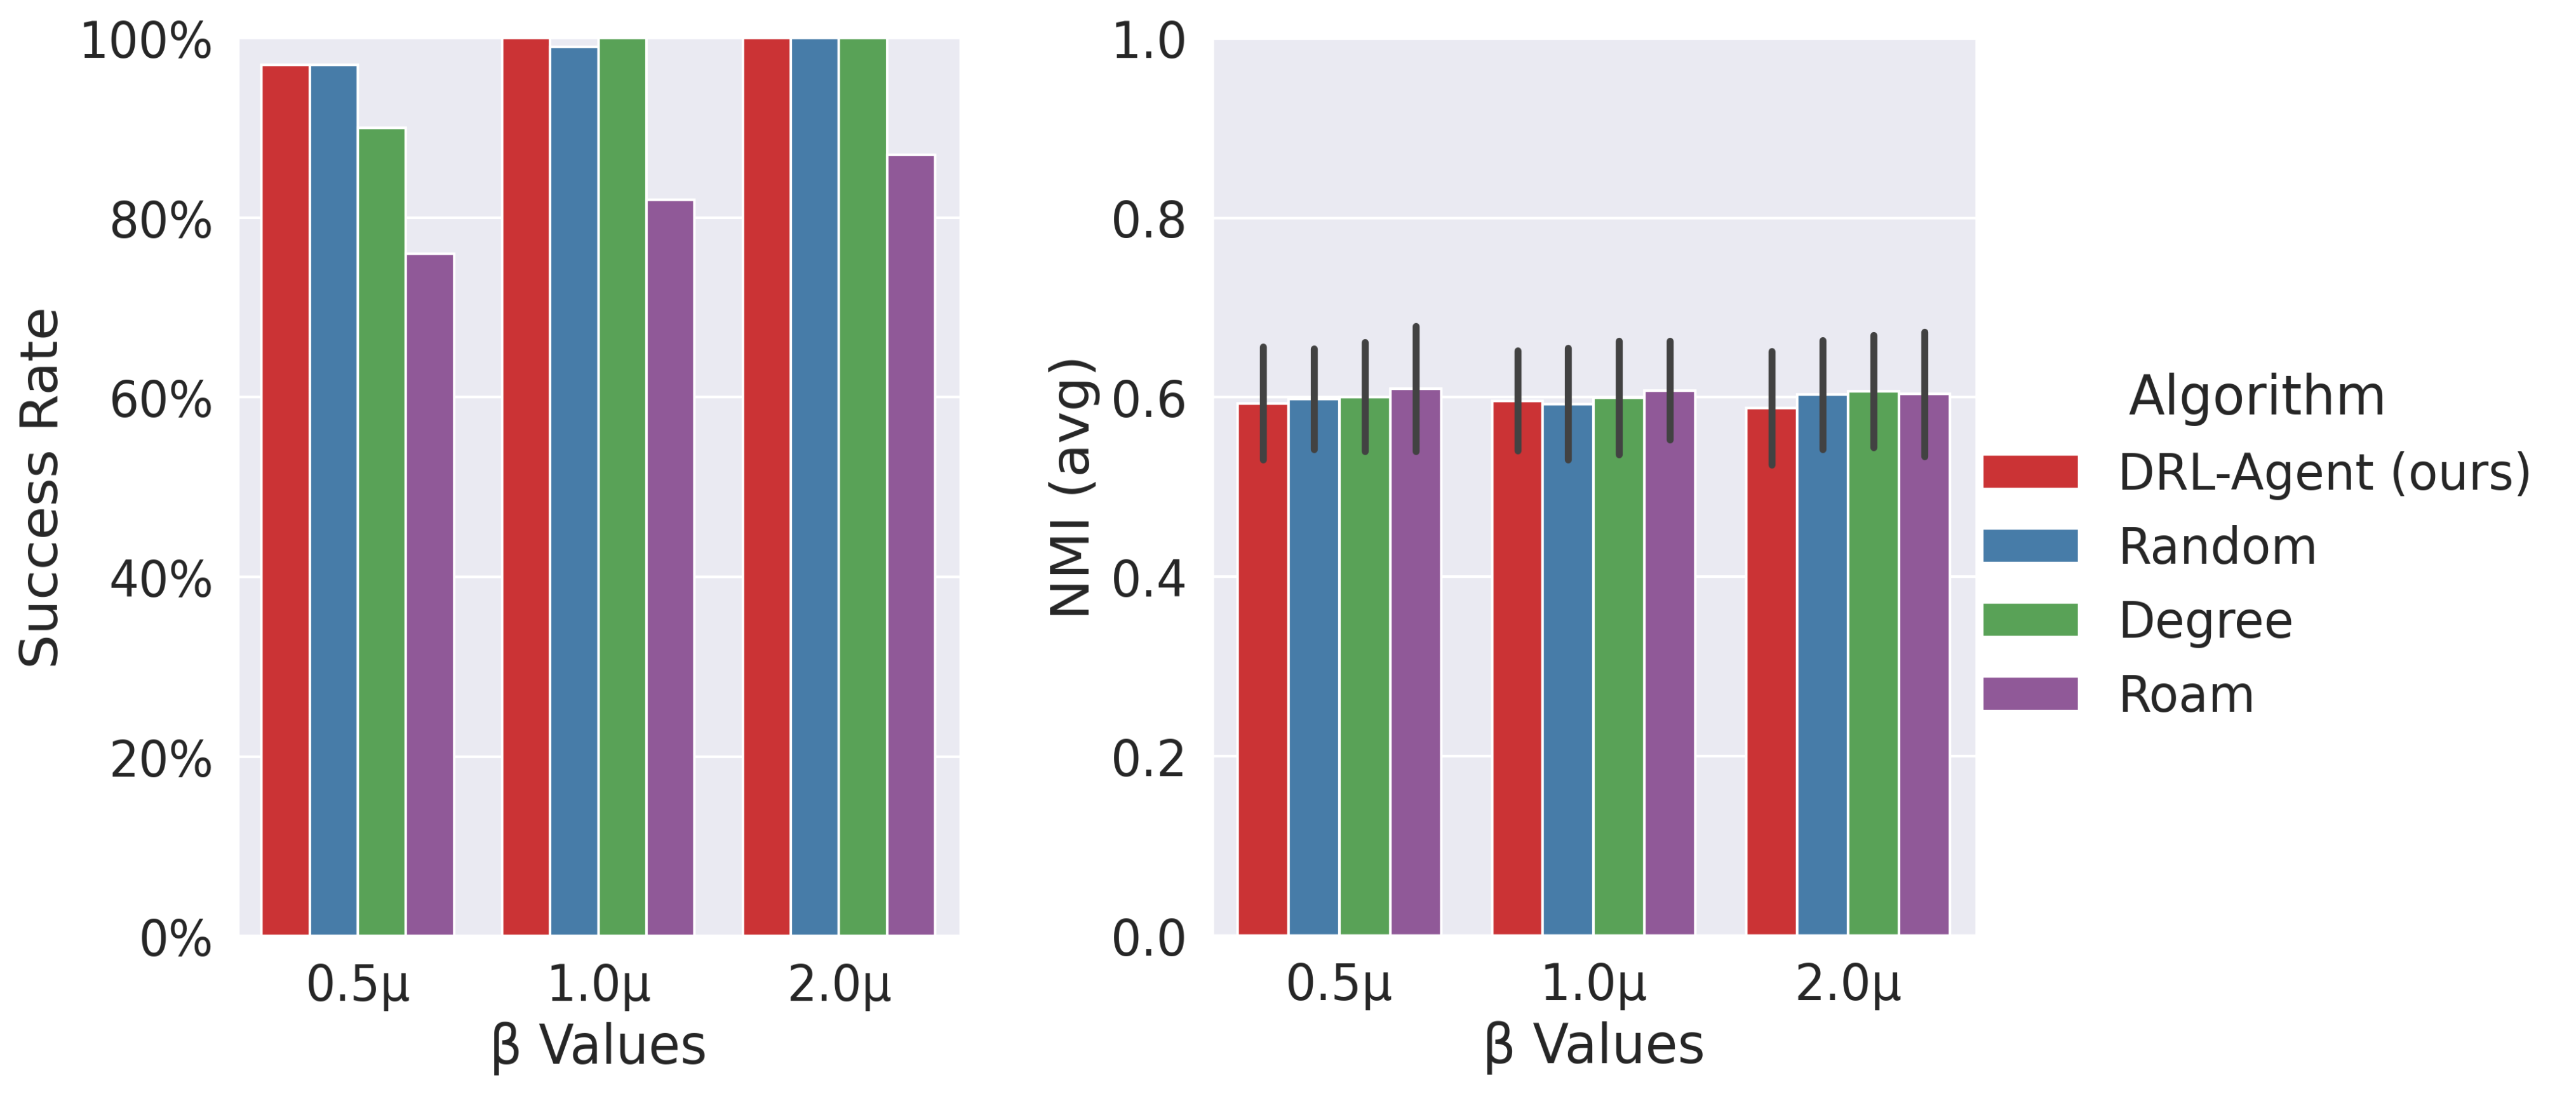 Success Rate
100%
80%
60%
40%
20%
0%
0.5μ 1.0μ 2.0μ
β Values
NMI (avg)
1.0
0.8
0.6
0.4
0.2
0.0
0.5μ 1.0μ 2.0μ
β Values
Algorithm
DRL-Agent (ours)
Random
Degree
Roam